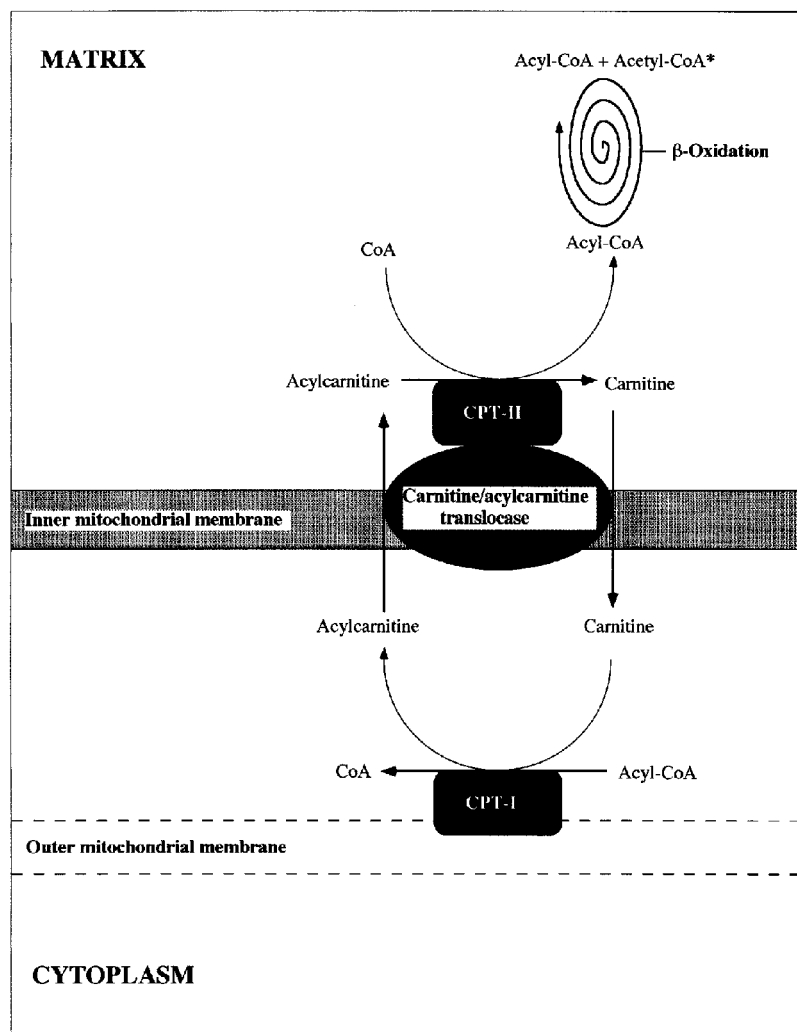 MATRIX
Acyl-CoA + Acetyl-CoA*
β-Oxidation
Acyl-CoA
CoA
Acylcarnitine
Carnitine
CPT-II
Carnitine/acylcarnitine
translocase
Inner mitochondrial membrane
Acylcarnitine
Carnitine
CoA
Acyl-CoA
CPT-I
Outer mitochondrial membrane
CYTOPLASM